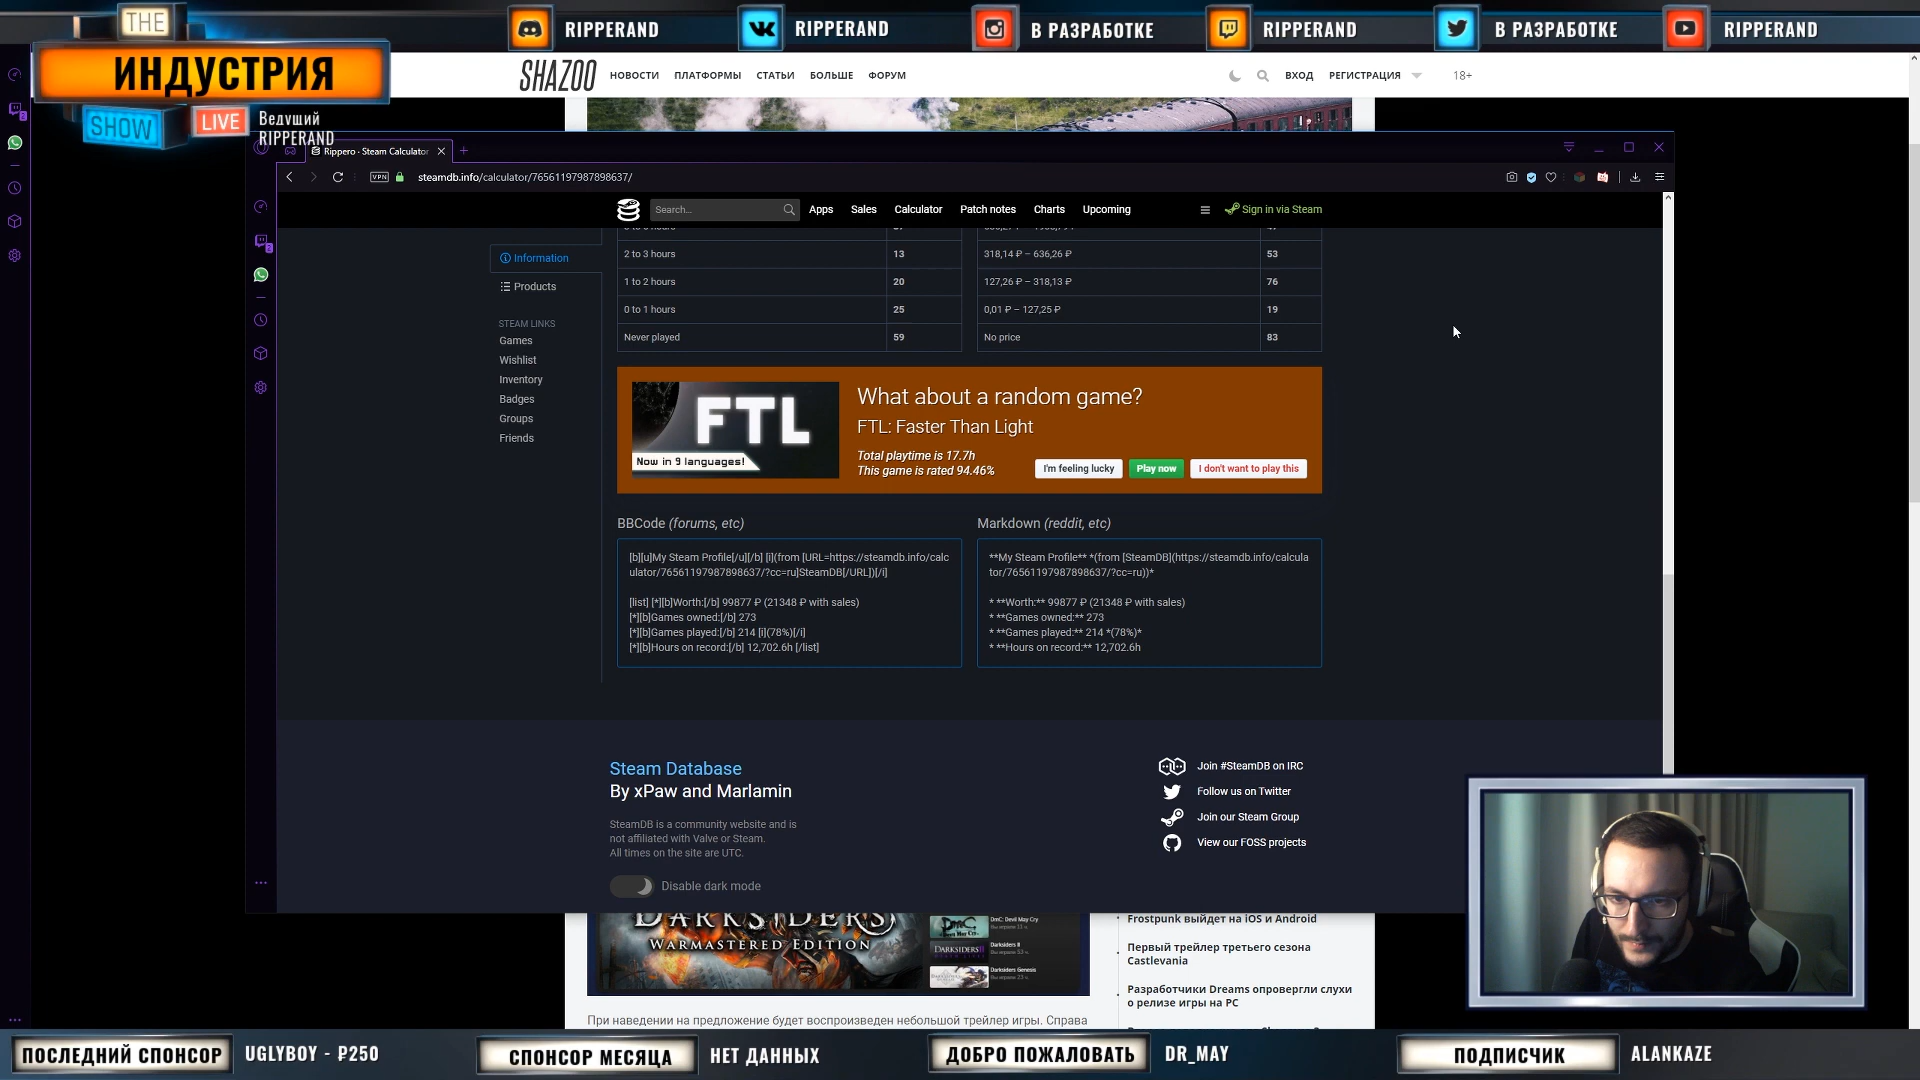 THE
ИНДУСТРИЯ
SHOW
LIVE
Ведущий
RIPPERAND
RIPPERAND
RIPPERAND
В РАЗРАБОТКЕ
RIPPERAND
В РАЗРАБОТКЕ
RIPPERAND
SHAZOO
НОВОСТИ ПЛАТФОРМЫ СТАТЬИ БОЛЬШЕ ФОРУМ
ВХОД РЕГИСТРАЦИЯ 18+
Rippero · Steam Calculator
VPN steamdb.info/calculator/76561197987898637/
Search... Apps Sales Calculator Patch notes Charts Upcoming Sign in via Steam
Information
Products
STEAM LINKS
Games
Wishlist
Inventory
Badges
Groups
Friends
2 to 3 hours 13 318,14 ₽ – 636,26 ₽ 53
1 to 2 hours 20 127,26 ₽ – 318,13 ₽ 76
0 to 1 hours 25 0,01 ₽ – 127,25 ₽ 19
Never played 59 No price 83
FTL
Now in 9 languages!
What about a random game?
FTL: Faster Than Light
Total playtime is 17.7h
This game is rated 94.46%
I'm feeling lucky Play now I don't want to play this
BBCode (forums, etc)
[b][u]My Steam Profile[/u][/b] [i](from [URL=https://steamdb.info/calc
ulator/76561197987898637/?cc=ru]SteamDB[/URL])[/i]
[list] [*][b]Worth:[/b] 99877 ₽ (21348 ₽ with sales)
[*][b]Games owned:[/b] 273
[*][b]Games played:[/b] 214 [i](78%)[/i]
[*][b]Hours on record:[/b] 12,702.6h [/list]
Markdown (reddit, etc)
**My Steam Profile** *(from [SteamDB](https://steamdb.info/calcula
tor/76561197987898637/?cc=ru))*
* **Worth:** 99877 ₽ (21348 ₽ with sales)
* **Games owned:** 273
* **Games played:** 214 *(78%)*
* **Hours on record:** 12,702.6h
Steam Database
By xPaw and Marlamin
SteamDB is a community website and is
not affiliated with Valve or Steam.
All times on the site are UTC.
Disable dark mode
Join #SteamDB on IRC
Follow us on Twitter
Join our Steam Group
View our FOSS projects
DARKSIDERS
WARMASTERED EDITION
DmC: Devil May Cry
Darksiders II
Darksiders Genesis
Frostpunk выйдет на iOS и Android
Первый трейлер третьего сезона
Castlevania
Разработчики Dreams опровергли слухи
о релизе игры на PC
При наведении на предложение будет воспроизведен небольшой трейлер игры. Справа
ПОСЛЕДНИЙ СПОНСОР UGLYBOY - ₽250
СПОНСОР МЕСЯЦА НЕТ ДАННЫХ
ДОБРО ПОЖАЛОВАТЬ DR_MAY
ПОДПИСЧИК ALANKAZE